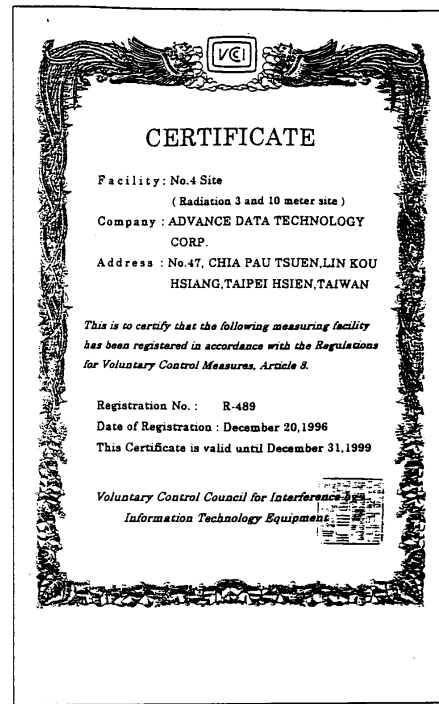 VCCI
CERTIFICATE
Facility: No.4 Site
( Radiation 3 and 10 meter site )
Company : ADVANCE DATA TECHNOLOGY
CORP.
Address : No.47, CHIA PAU TSUEN,LIN KOU
HSIANG,TAIPEI HSIEN,TAIWAN
This is to certify that the following measuring facility
has been registered in accordance with the Regulations
for Voluntary Control Measures, Article 8.
Registration No. : R-489
Date of Registration : December 20,1996
This Certificate is valid until December 31,1999
Voluntary Control Council for Interference by
Information Technology Equipment